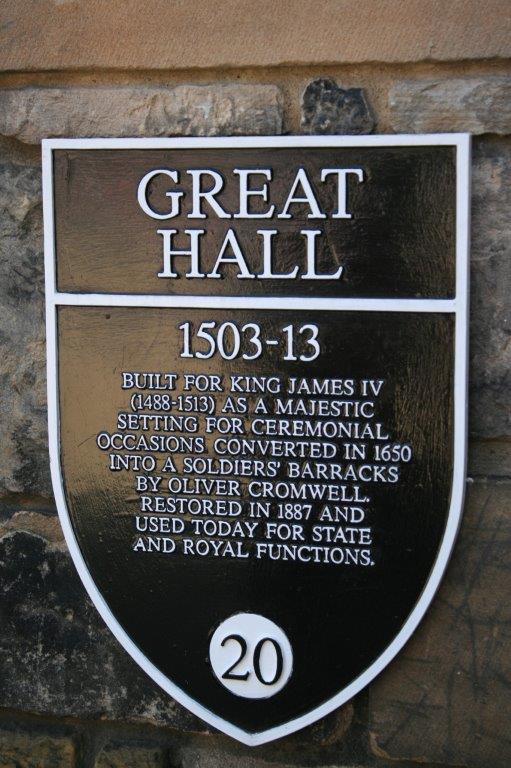 GREAT
HALL
1503-13
BUILT FOR KING JAMES IV
(1488-1513) AS A MAJESTIC
SETTING FOR CEREMONIAL
OCCASIONS. CONVERTED IN 1650
INTO A SOLDIERS' BARRACKS
BY OLIVER CROMWELL.
RESTORED IN 1887 AND
USED TODAY FOR STATE
AND ROYAL FUNCTIONS.
20